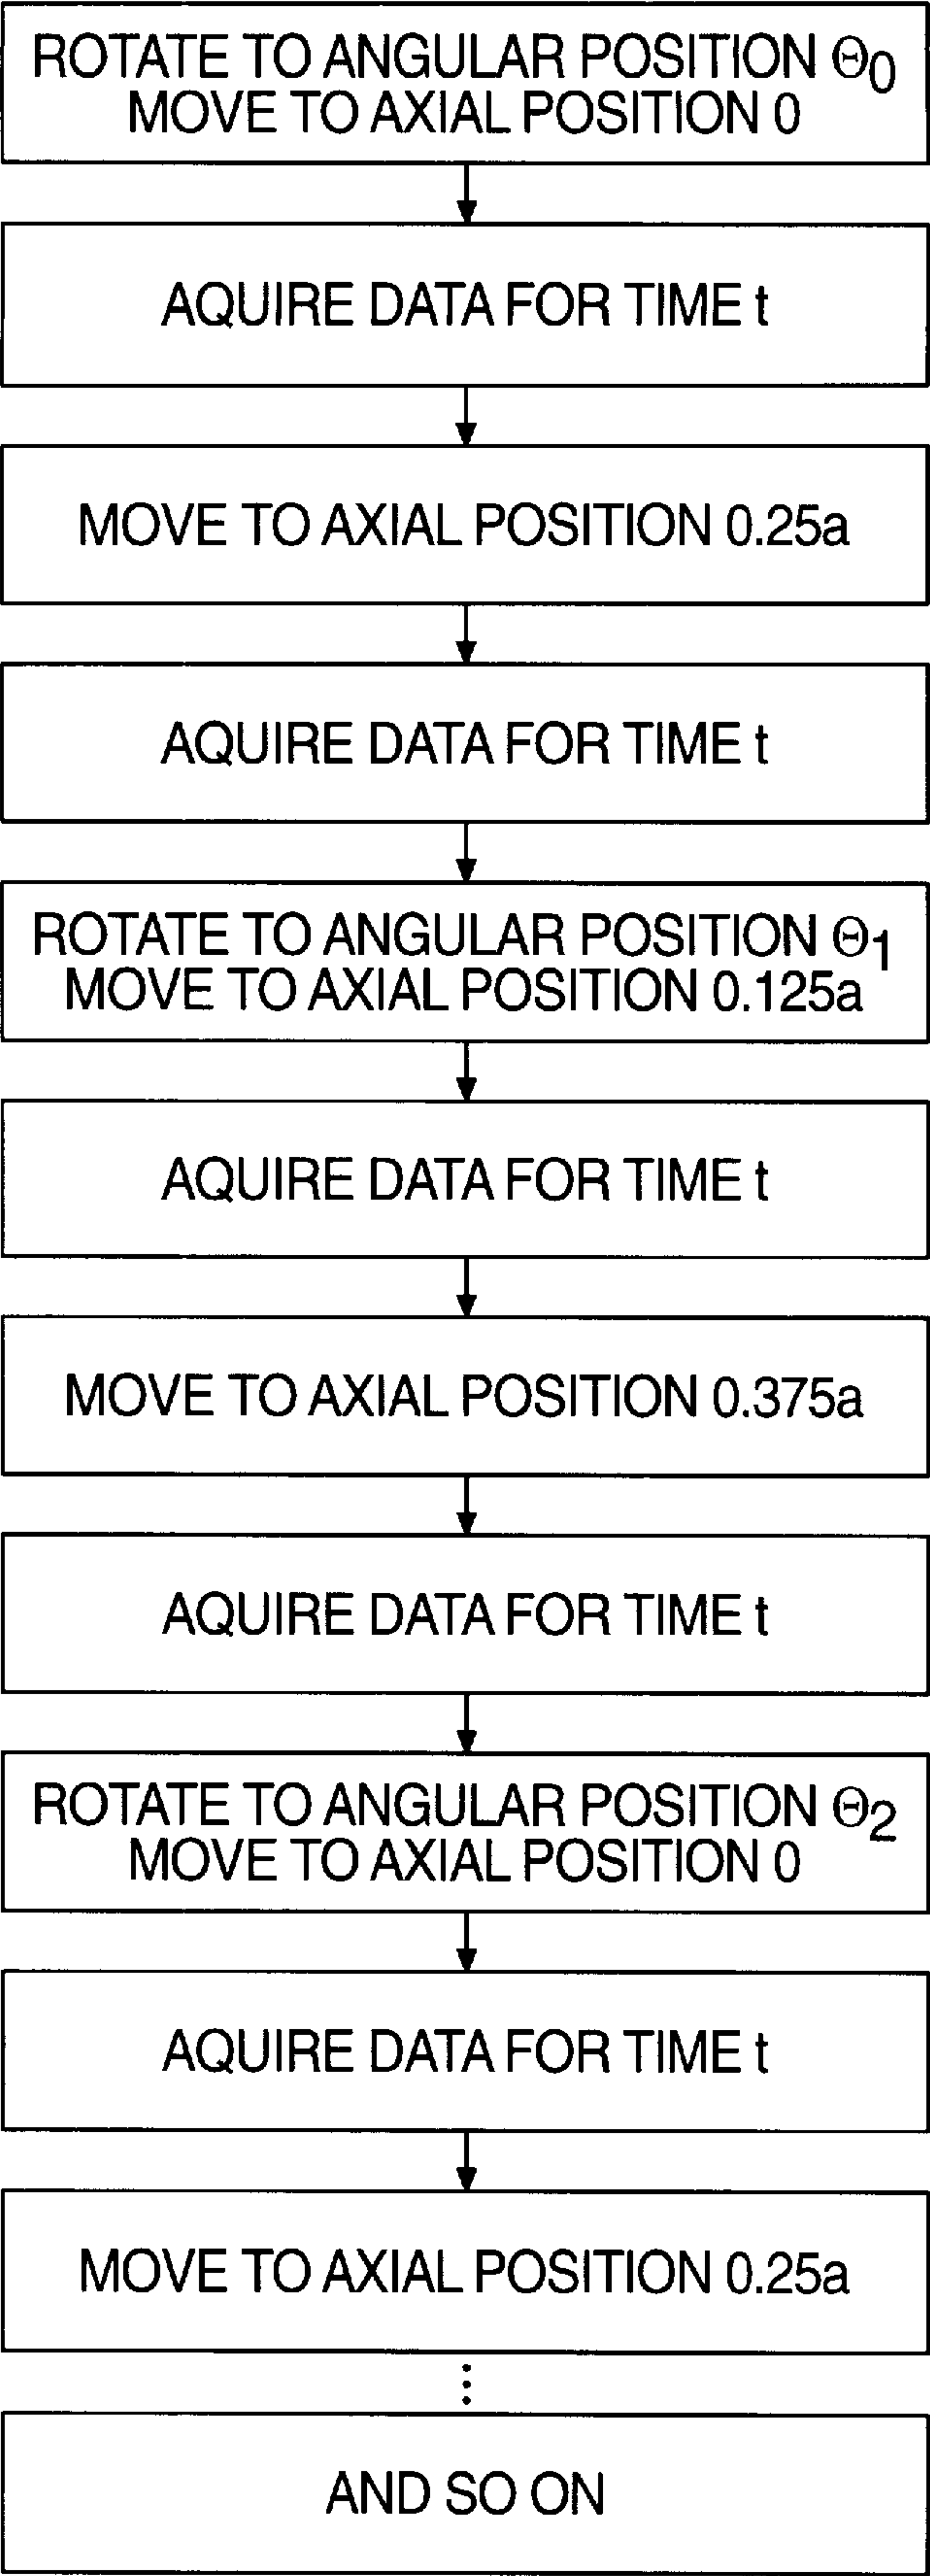 ROTATE TO ANGULAR POSITION Θ0
MOVE TO AXIAL POSITION 0
AQUIRE DATA FOR TIME t
MOVE TO AXIAL POSITION 0.25a
AQUIRE DATA FOR TIME t
ROTATE TO ANGULAR POSITION Θ1
MOVE TO AXIAL POSITION 0.125a
AQUIRE DATA FOR TIME t
MOVE TO AXIAL POSITION 0.375a
AQUIRE DATA FOR TIME t
ROTATE TO ANGULAR POSITION Θ2
MOVE TO AXIAL POSITION 0
AQUIRE DATA FOR TIME t
MOVE TO AXIAL POSITION 0.25a
AND SO ON